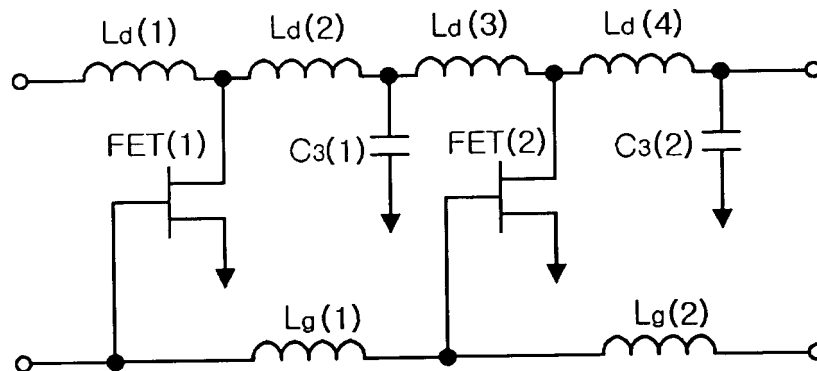 Ld(1) Ld(2) Ld(3) Ld(4)
FET(1) C3(1) FET(2) C3(2)
Lg(1) Lg(2)